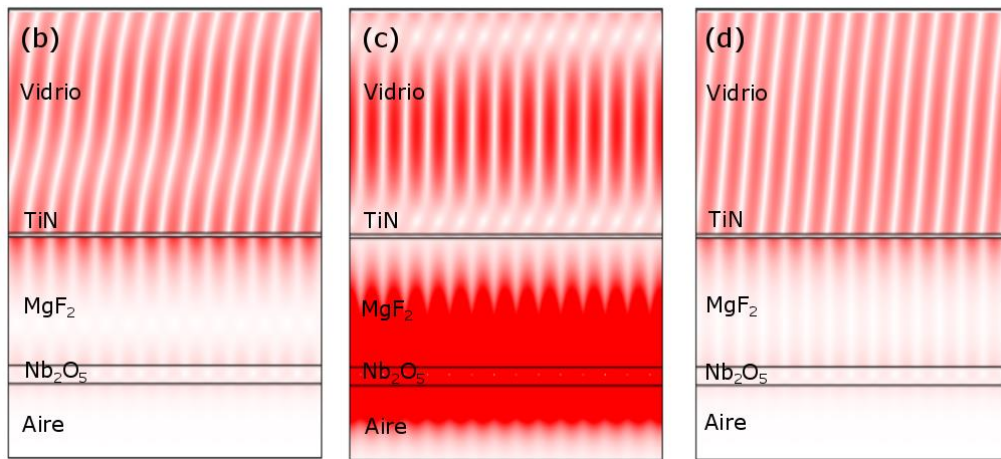 (b)
Vidrio
TiN
MgF₂
Nb₂O₅
Aire
(c)
Vidrio
TiN
MgF₂
Nb₂O₅
Aire
(d)
Vidrio
TiN
MgF₂
Nb₂O₅
Aire